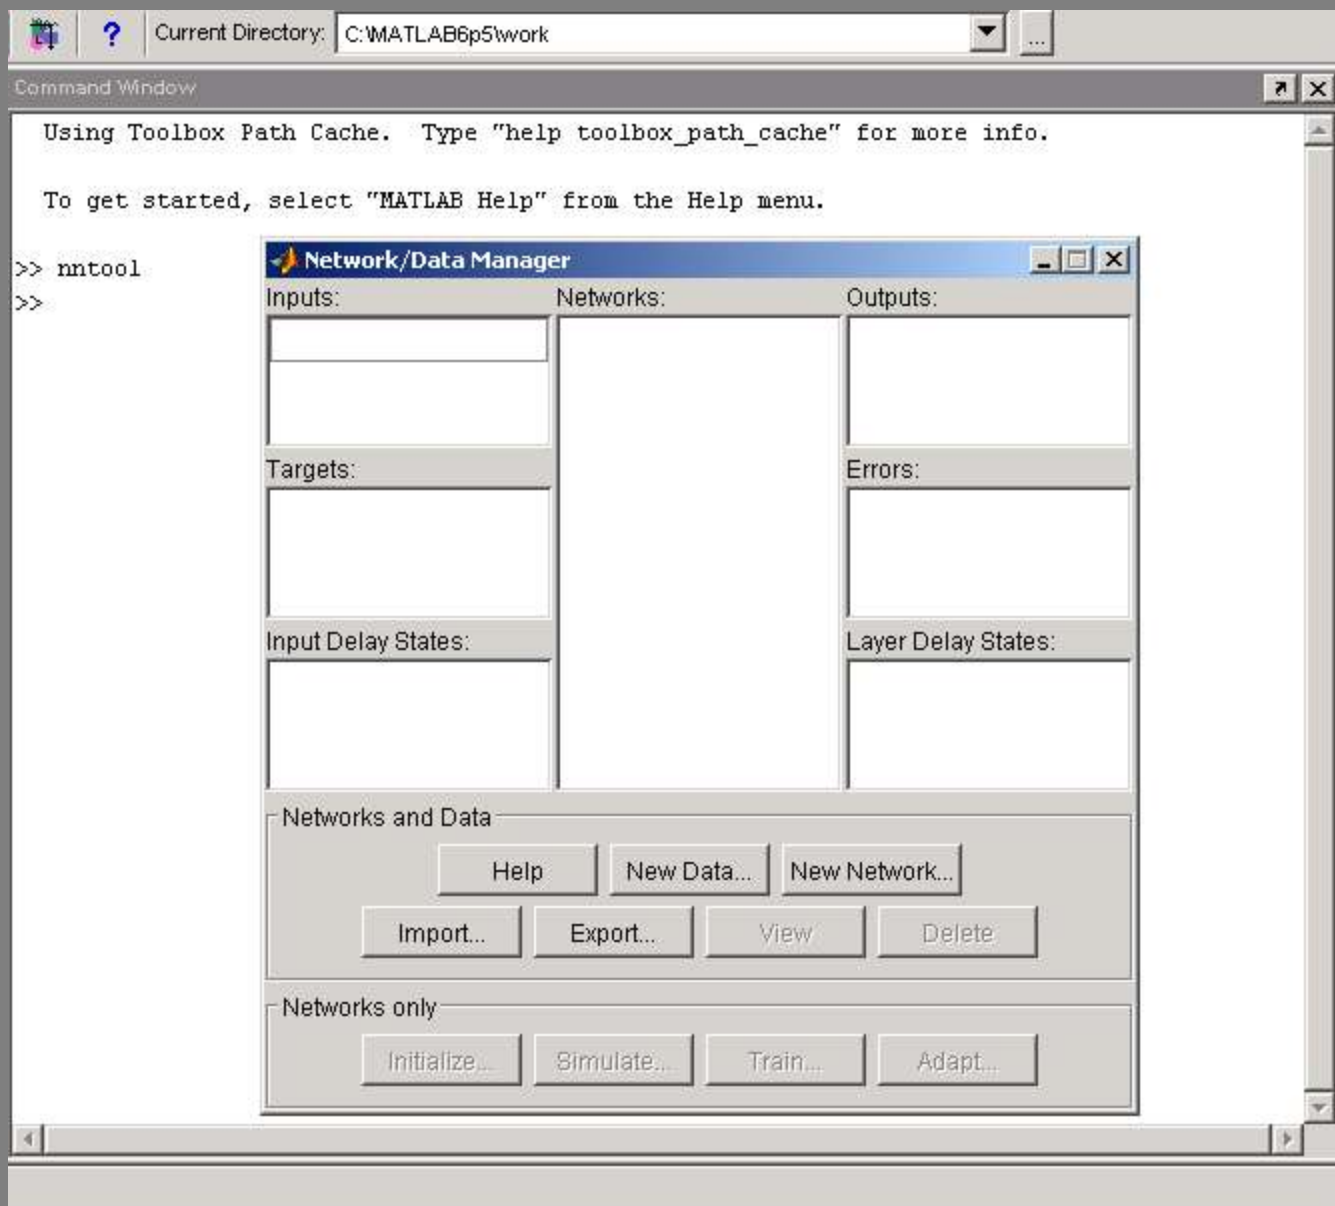 Current Directory: C:\MATLAB6p5\work ...
Command Window
Using Toolbox Path Cache.  Type "help toolbox_path_cache" for more info.
To get started, select "MATLAB Help" from the Help menu.
>> nntool
>>
Network/Data Manager
Inputs: Networks: Outputs:
Targets: Errors:
Input Delay States: Layer Delay States:
Networks and Data
Help New Data... New Network...
Import... Export... View Delete
Networks only
Initialize... Simulate... Train... Adapt...